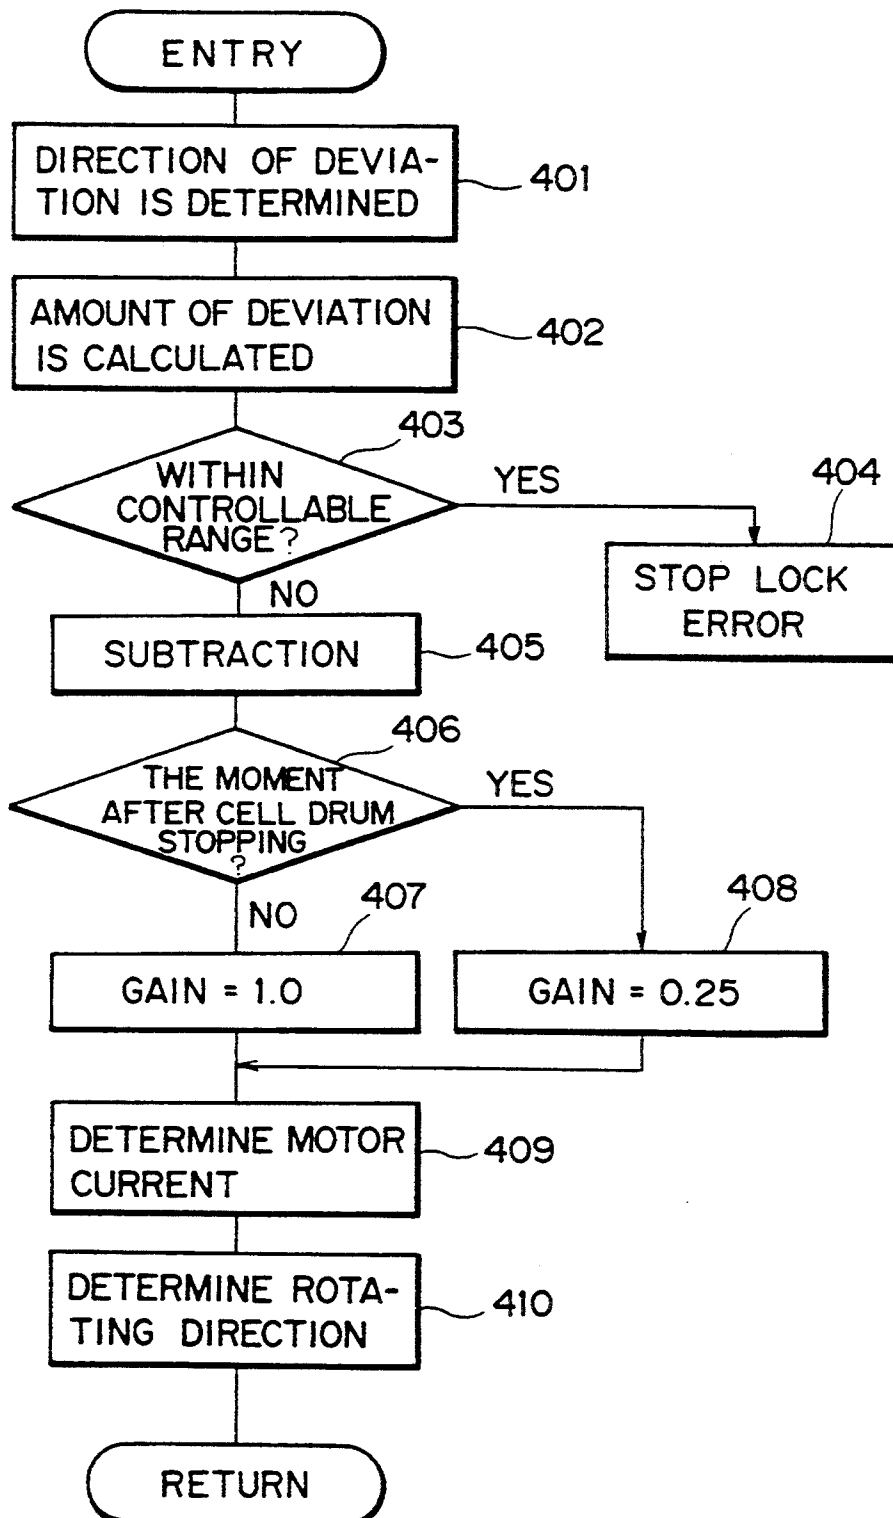 ENTRY
DIRECTION OF DEVIA-
TION IS DETERMINED
401
AMOUNT OF DEVIATION
IS CALCULATED
402
403
WITHIN
CONTROLLABLE
RANGE?
YES
404
STOP LOCK
ERROR
NO
SUBTRACTION
405
406
THE MOMENT
AFTER CELL DRUM
STOPPING
?
YES
NO
407
GAIN = 1.0
408
GAIN = 0.25
DETERMINE MOTOR
CURRENT
409
DETERMINE ROTA-
TING DIRECTION
410
RETURN